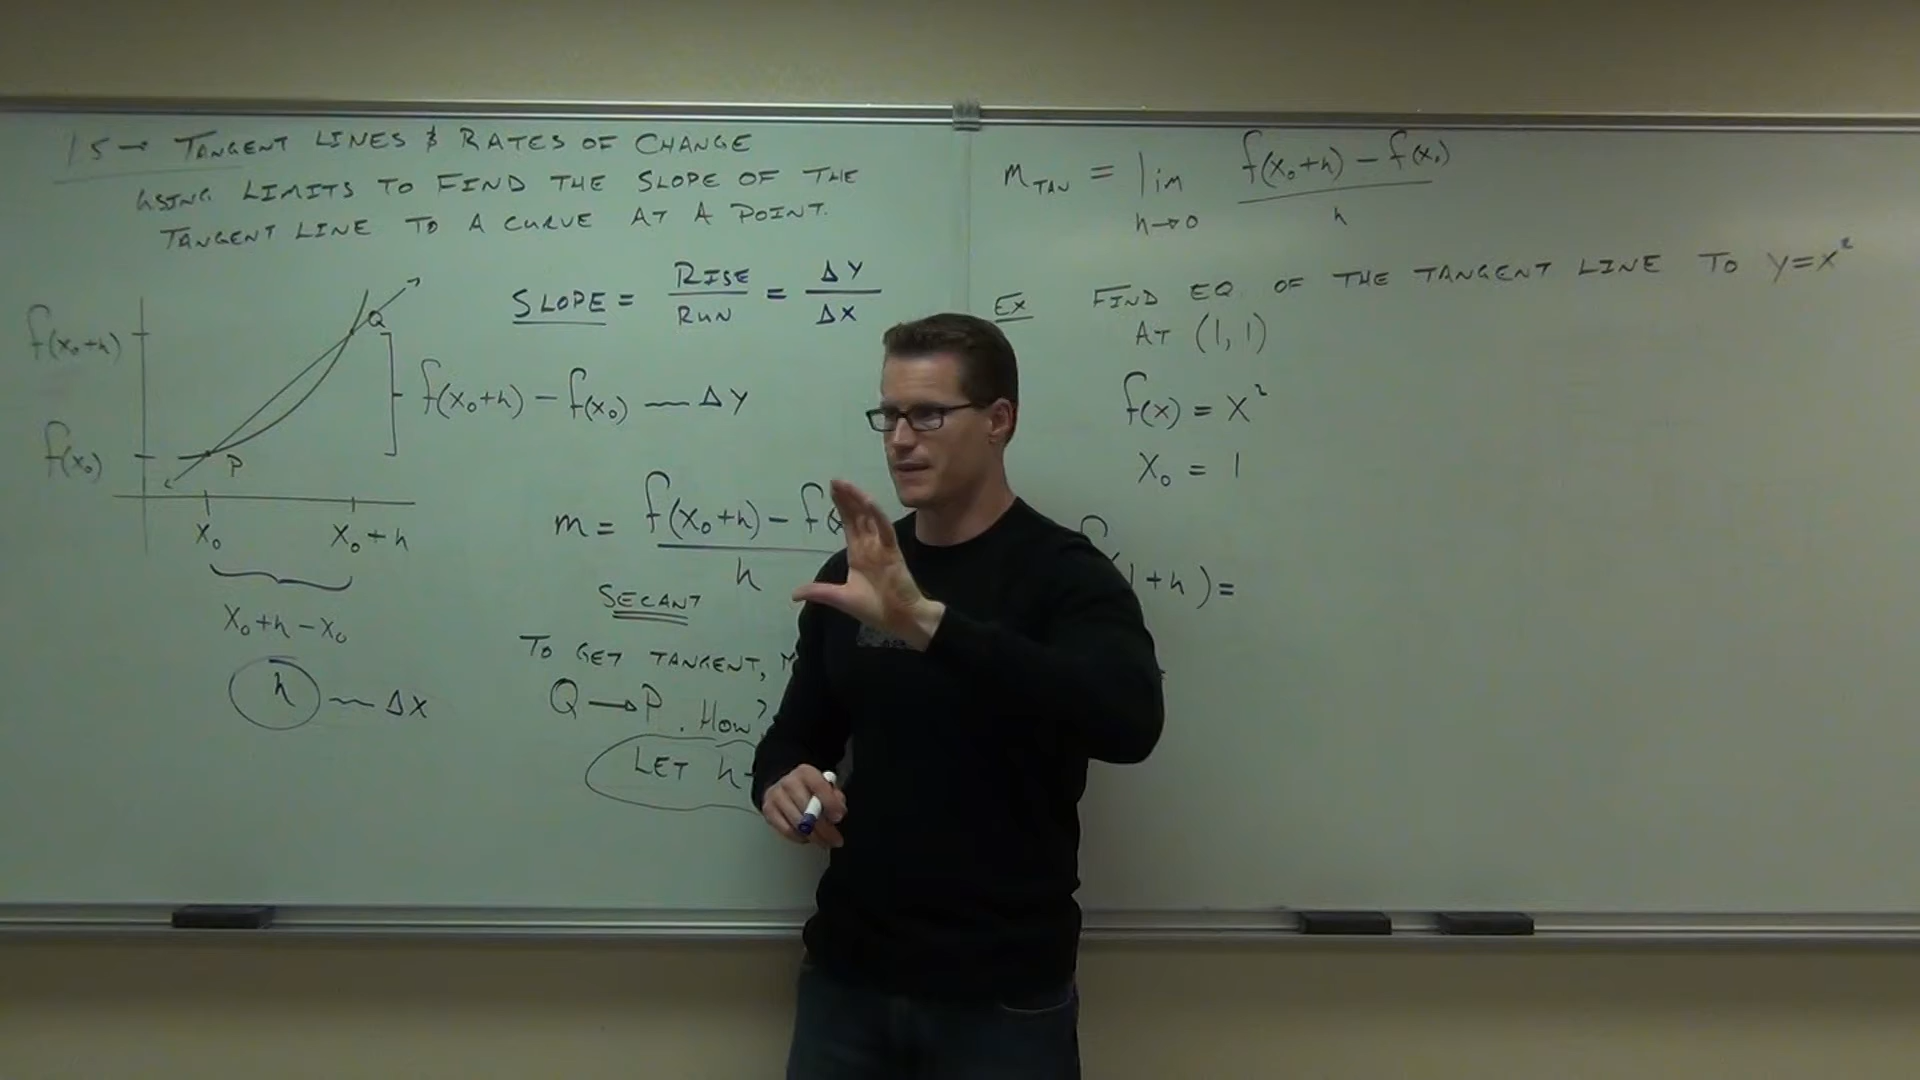 1.5 → TANGENT LINES & RATES OF CHANGE
USING LIMITS TO FIND THE SLOPE OF THE
TANGENT LINE TO A CURVE AT A POINT.
SLOPE = RISE/RUN = ΔY/ΔX
f(x₀+h)
Q
f(x₀+h) − f(x₀) — ΔY
f(x₀)
P
x₀
x₀+h
x₀+h−x₀
h ~ ΔX
m = f(x₀+h) − f(x
h
SECANT
TO GET TANGENT,
Q → P. HOW?
LET h
m TAN = lim h→0 f(x₀+h) − f(x₀) / h
EX FIND EQ OF THE TANGENT LINE TO y=x²
AT (1,1)
f(x) = x²
x₀ = 1
1+h) =